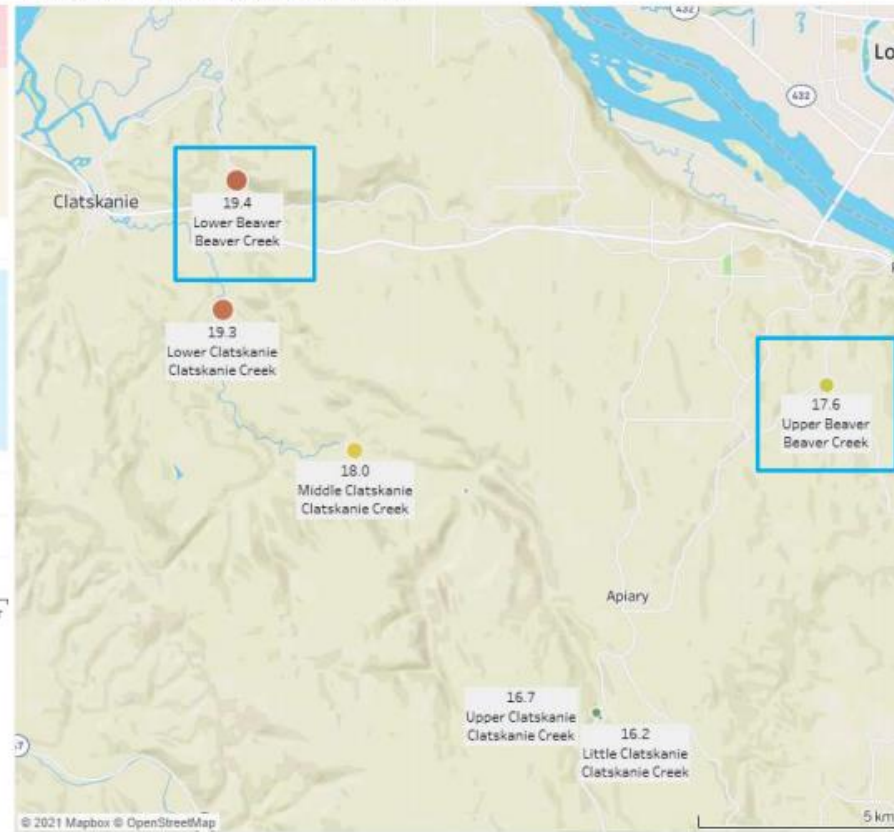 432
Lo
432
Clatskanie
19.4
Lower Beaver
Beaver Creek
19.3
Lower Clatskanie
Clatskanie Creek
17.6
Upper Beaver
Beaver Creek
18.0
Middle Clatskanie
Clatskanie Creek
Apiary
16.7
Upper Clatskanie
Clatskanie Creek
16.2
Little Clatskanie
Clatskanie Creek
© 2021 Mapbox © OpenStreetMap
5 km